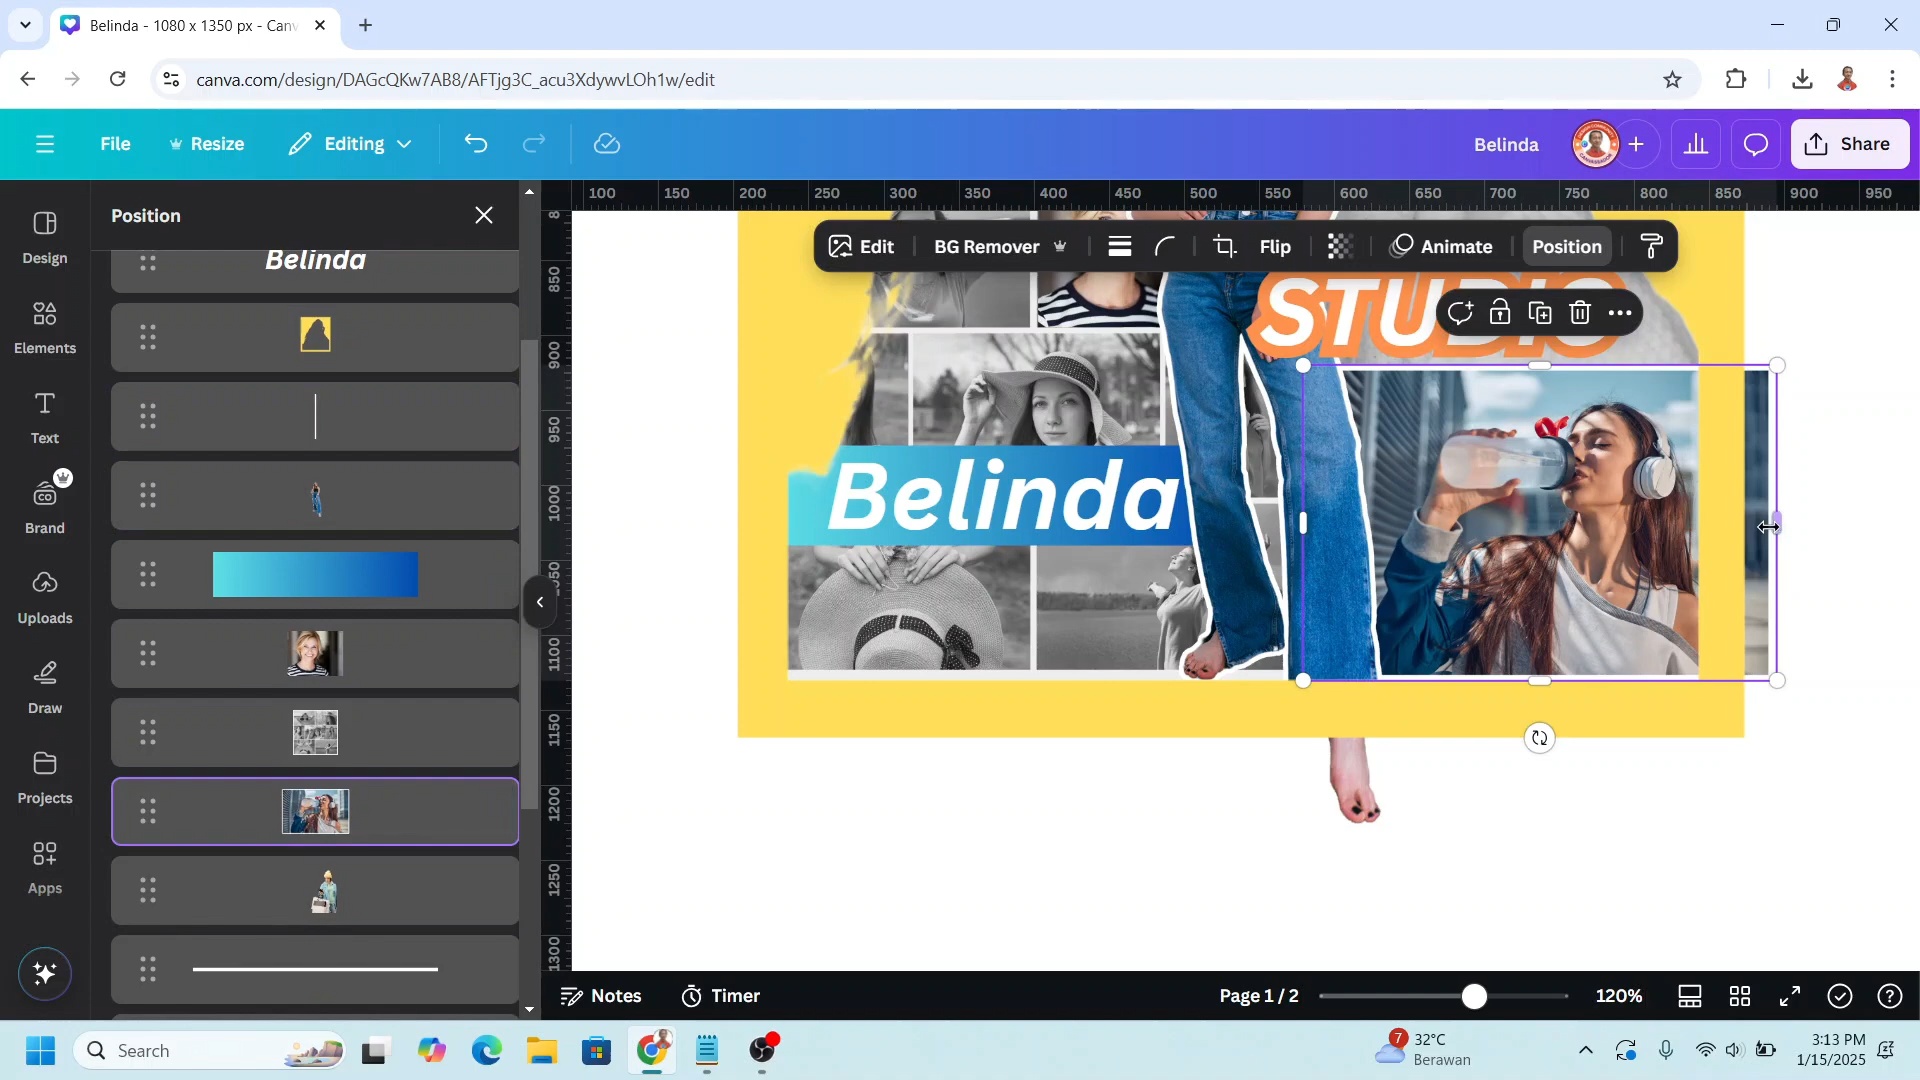 Belinda - 1080 x 1350 px - Canv
canva.com/design/DAGcQKw7AB8/AFTjg3C_acu3XdywvLOh1w/edit
File
Resize
Editing
Belinda
Share
Design
Elements
Text
Brand
Uploads
Draw
Projects
Apps
Position
Belinda
100 150 200 250 300 350 400 450 500 550 600 650 700 750 800 850 900 950
Edit
BG Remover
Flip
Animate
Position
STUDIO
Belinda
850
900
950
1000
1100
1150
1200
1250
1300
Notes
Timer
Page 1 / 2
120%
Search
7
32°C
Berawan
3:13 PM
1/15/2025